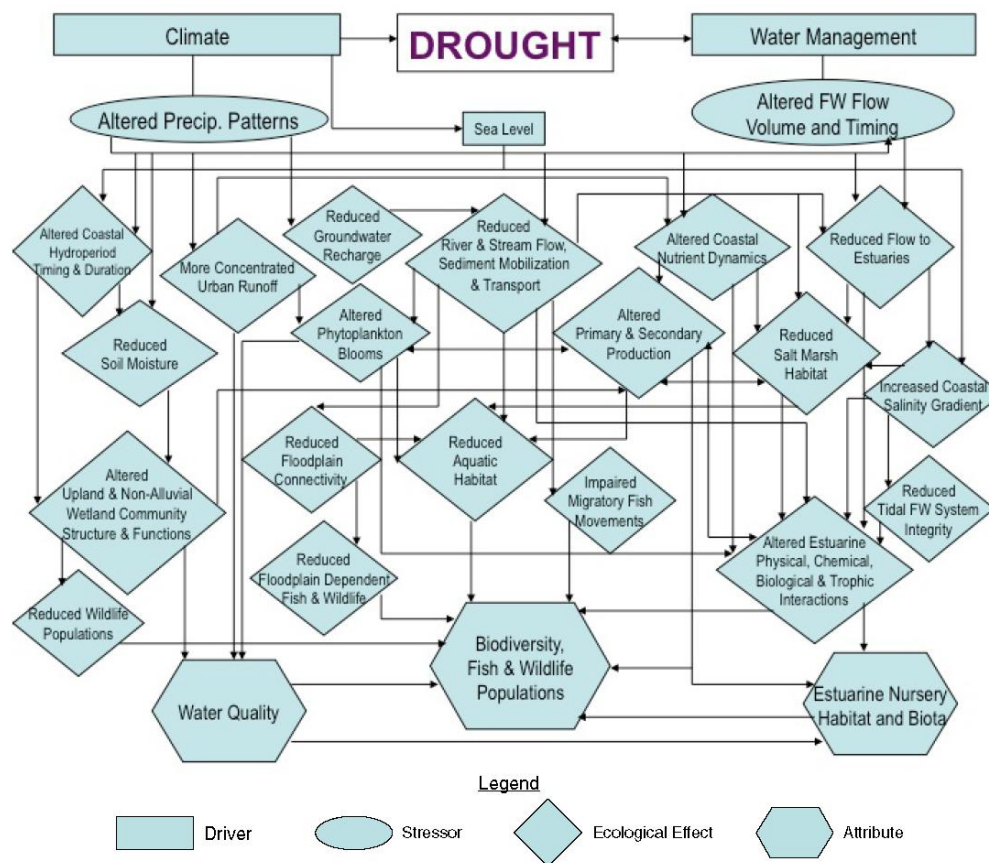 Climate
DROUGHT
Water Management
Altered Precip. Patterns
Sea Level
Altered FW Flow
Volume and Timing
Altered Coastal
Hydroperiod
Timing & Duration
More Concentrated
Urban Runoff
Reduced
Groundwater
Recharge
Reduced
River & Stream Flow,
Sediment Mobilization
& Transport
Altered Coastal
Nutrient Dynamics
Reduced Flow to
Estuaries
Reduced
Soil Moisture
Altered
Phytoplankton
Blooms
Altered
Primary & Secondary
Production
Reduced
Salt Marsh
Habitat
Increased Coastal
Salinity Gradient
Altered
Upland & Non-Alluvial
Wetland Community
Structure & Functions
Reduced
Floodplain
Connectivity
Reduced
Aquatic
Habitat
Impaired
Migratory Fish
Movements
Reduced
Tidal FW System
Integrity
Reduced
Floodplain Dependent
Fish & Wildlife
Altered Estuarine
Physical, Chemical,
Biological & Trophic
Interactions
Reduced Wildlife
Populations
Water Quality
Biodiversity,
Fish & Wildlife
Populations
Estuarine Nursery
Habitat and Biota
Legend
Driver
Stressor
Ecological Effect
Attribute